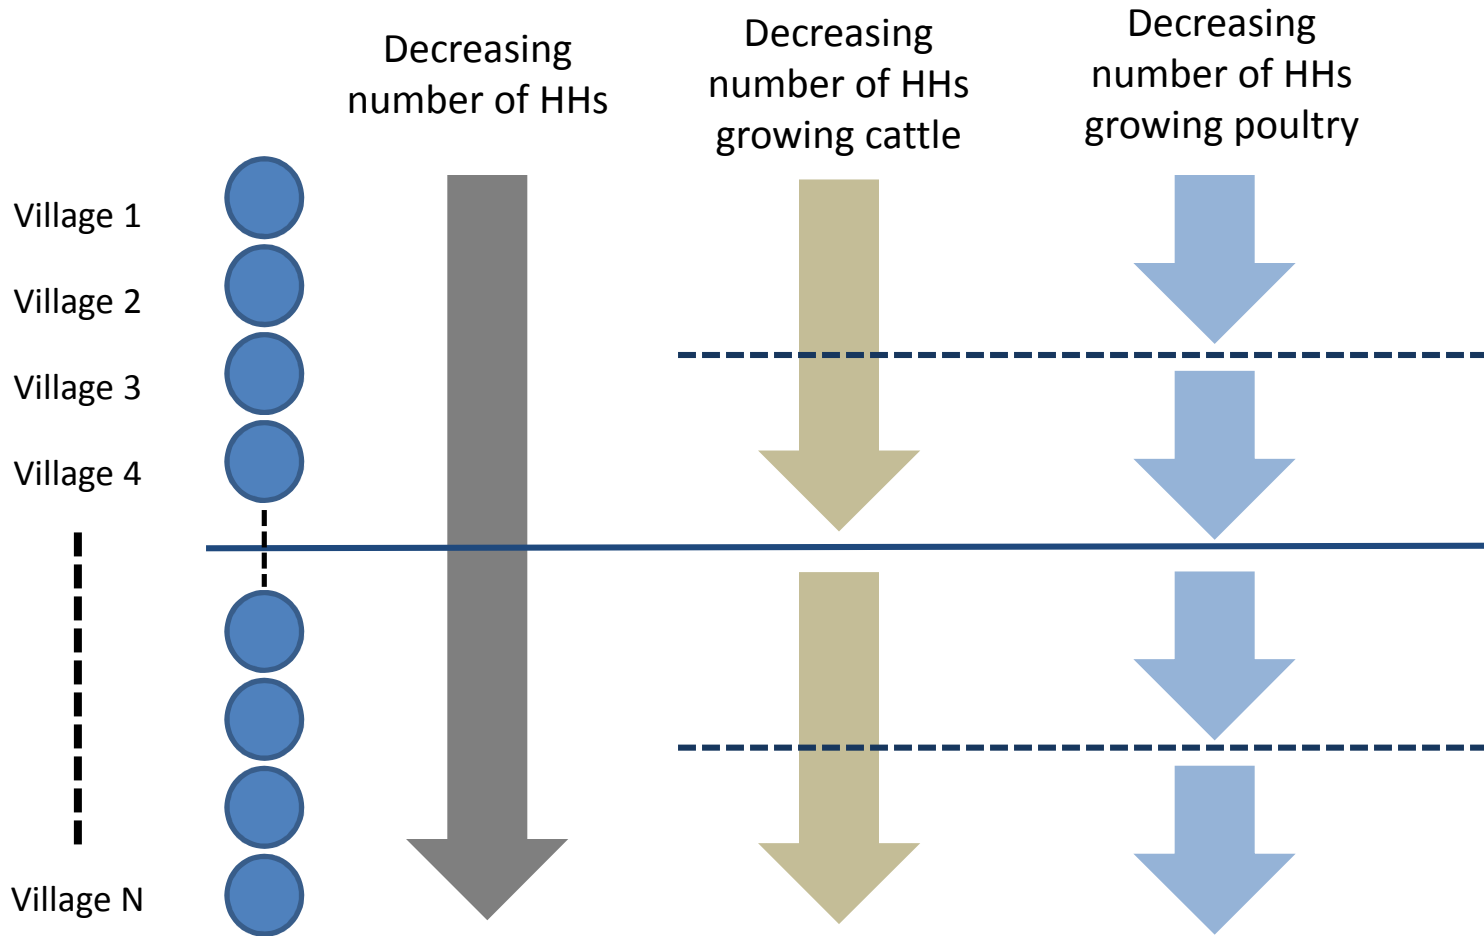 Decreasing
number of HHs
Decreasing
number of HHs
growing cattle
Decreasing
number of HHs
growing poultry
Village 1
Village 2
Village 3
Village 4
Village N